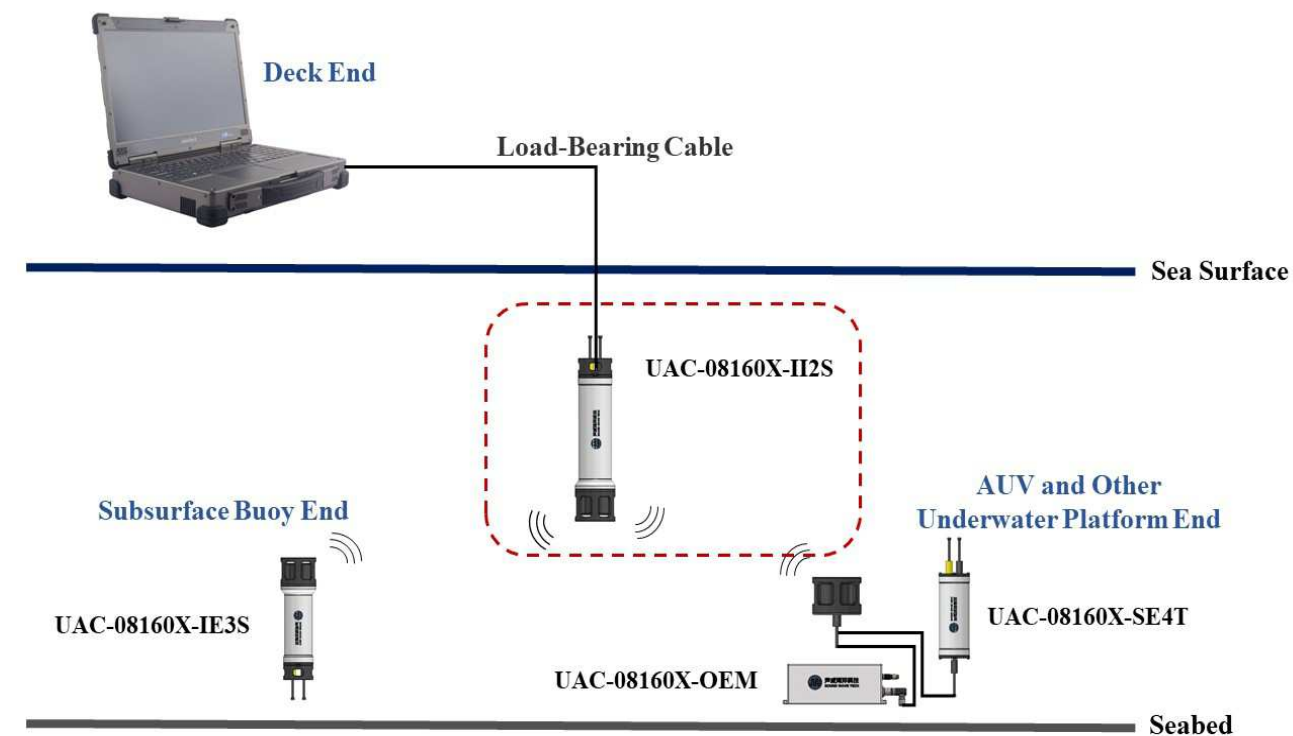 Deck End
Load-Bearing Cable
Sea Surface
UAC-08160X-II2S
Subsurface Buoy End
AUV and Other
Underwater Platform End
UAC-08160X-IE3S
UAC-08160X-SE4T
UAC-08160X-OEM
Seabed